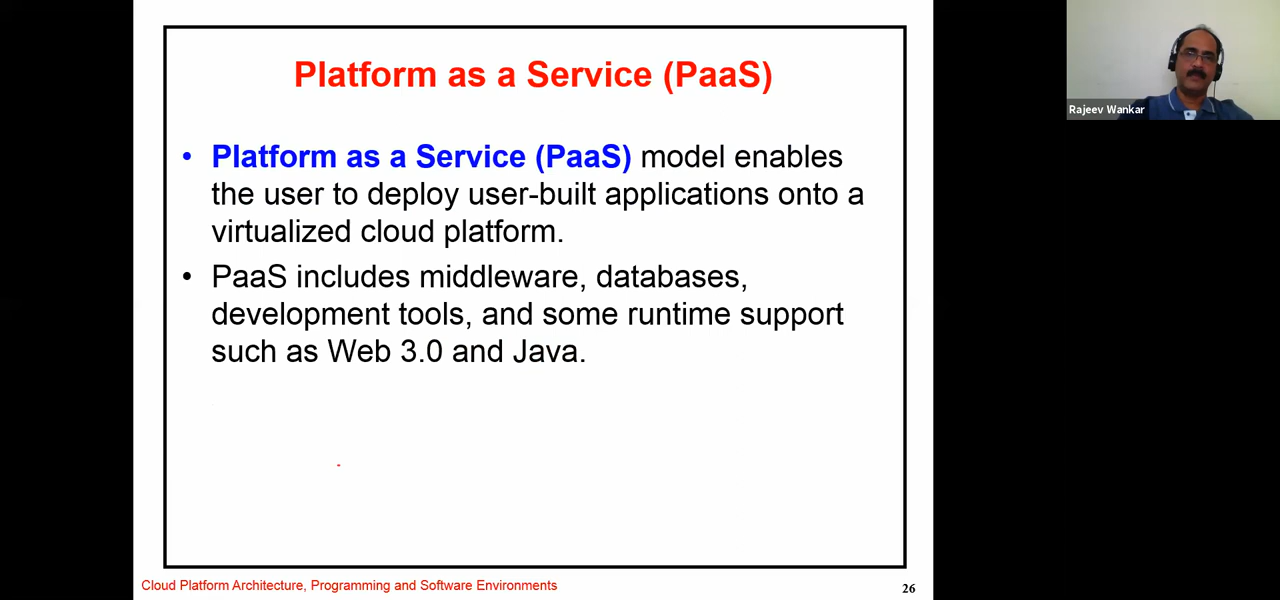 Platform as a Service (PaaS)
• Platform as a Service (PaaS) model enables
the user to deploy user-built applications onto a
virtualized cloud platform.
• PaaS includes middleware, databases,
development tools, and some runtime support
such as Web 3.0 and Java.
Cloud Platform Architecture, Programming and Software Environments
26
Rajeev Wankar